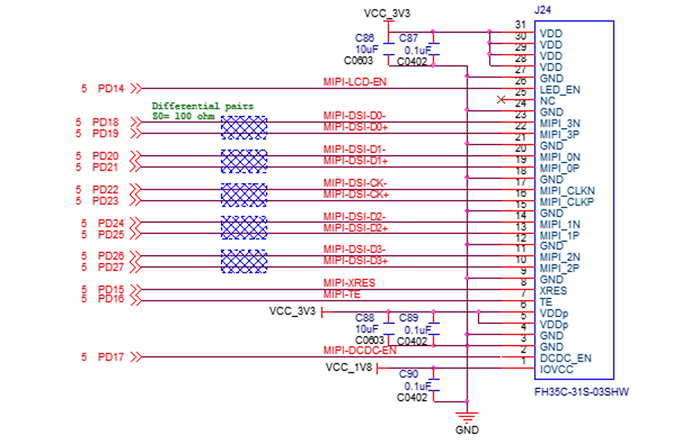 J24
VCC_3V3
C86 C87
10uF 0.1uF
C0603 C0402
31 VDD
30 VDD
29 VDD
28 VDD
27 GND
5 PD14 MIPI-LCD-EN 26 LED_EN
25 NC
24 GND
Differential pairs
Z0= 100 ohm
5 PD18 MIPI-DSI-D0- 23 MIPI_3N
5 PD19 MIPI-DSI-D0+ 22 MIPI_3P
21 GND
5 PD20 MIPI-DSI-D1- 20 MIPI_0N
5 PD21 MIPI-DSI-D1+ 19 MIPI_0P
18 GND
5 PD22 MIPI-DSI-CK- 17 MIPI_CLKN
5 PD23 MIPI-DSI-CK+ 16 MIPI_CLKP
15 GND
5 PD24 MIPI-DSI-D2- 14 MIPI_1N
5 PD25 MIPI-DSI-D2+ 13 MIPI_1P
12 GND
5 PD26 MIPI-DSI-D3- 11 MIPI_2N
5 PD27 MIPI-DSI-D3+ 10 MIPI_2P
9 GND
5 PD15 MIPI-XRES 8 XRES
5 PD16 MIPI-TE 7 TE
VCC_3V3 6 VDDp
C88 C89
10uF 0.1uF
C0603 C0402
5 VDDp
4 GND
3 GND
5 PD17 MIPI-DCDC-EN 2 DCDC_EN
VCC_1V8 1 IOVCC
C90
0.1uF
C0402
FH35C-31S-03SHW
GND